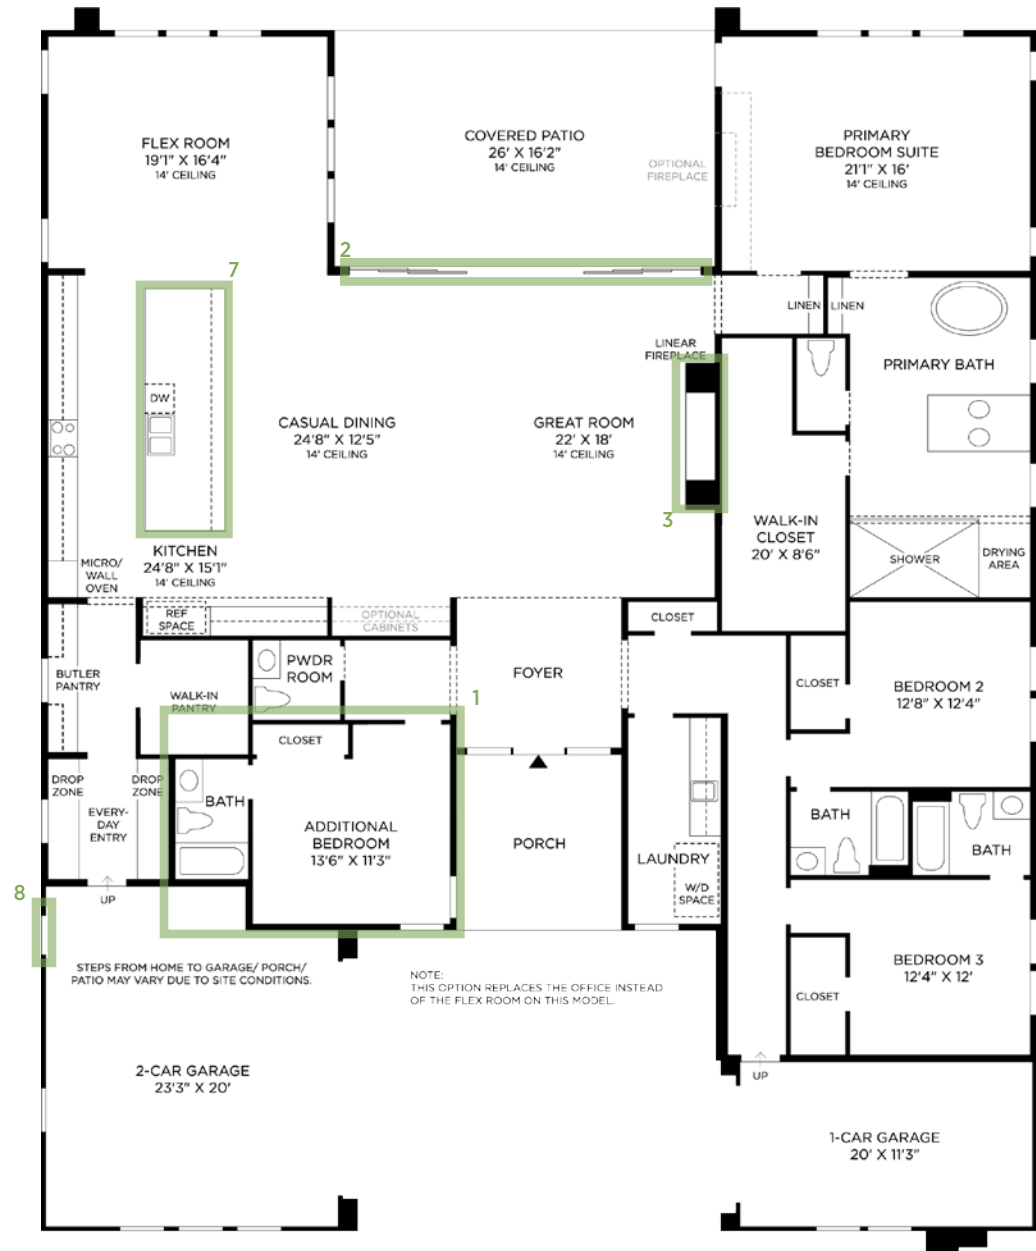 FLEX ROOM
19'1" X 16'4"
14' CEILING
COVERED PATIO
26' X 16'2"
14' CEILING
OPTIONAL
FIREPLACE
PRIMARY
BEDROOM SUITE
21'1" X 16'
14' CEILING
2
7
LINEN
LINEN
LINEAR
FIREPLACE
PRIMARY BATH
DW
CASUAL DINING
24'8" X 12'5"
14' CEILING
GREAT ROOM
22' X 18'
14' CEILING
3
WALK-IN
CLOSET
20' X 8'6"
SHOWER
DRYING
AREA
KITCHEN
24'8" X 15'1"
14' CEILING
MICRO/
WALL
OVEN
REF
SPACE
OPTIONAL
CABINETS
CLOSET
BUTLER
PANTRY
WALK-IN
PANTRY
PWDR
ROOM
FOYER
CLOSET
BEDROOM 2
12'8" X 12'4"
1
CLOSET
DROP
ZONE
DROP
ZONE
EVERY-
DAY
ENTRY
BATH
ADDITIONAL
BEDROOM
13'6" X 11'3"
PORCH
LAUNDRY
W/D
SPACE
BATH
BATH
8
UP
STEPS FROM HOME TO GARAGE/ PORCH/
PATIO MAY VARY DUE TO SITE CONDITIONS.
NOTE:
THIS OPTION REPLACES THE OFFICE INSTEAD
OF THE FLEX ROOM ON THIS MODEL.
BEDROOM 3
12'4" X 12'
CLOSET
2-CAR GARAGE
23'3" X 20'
UP
1-CAR GARAGE
20' X 11'3"